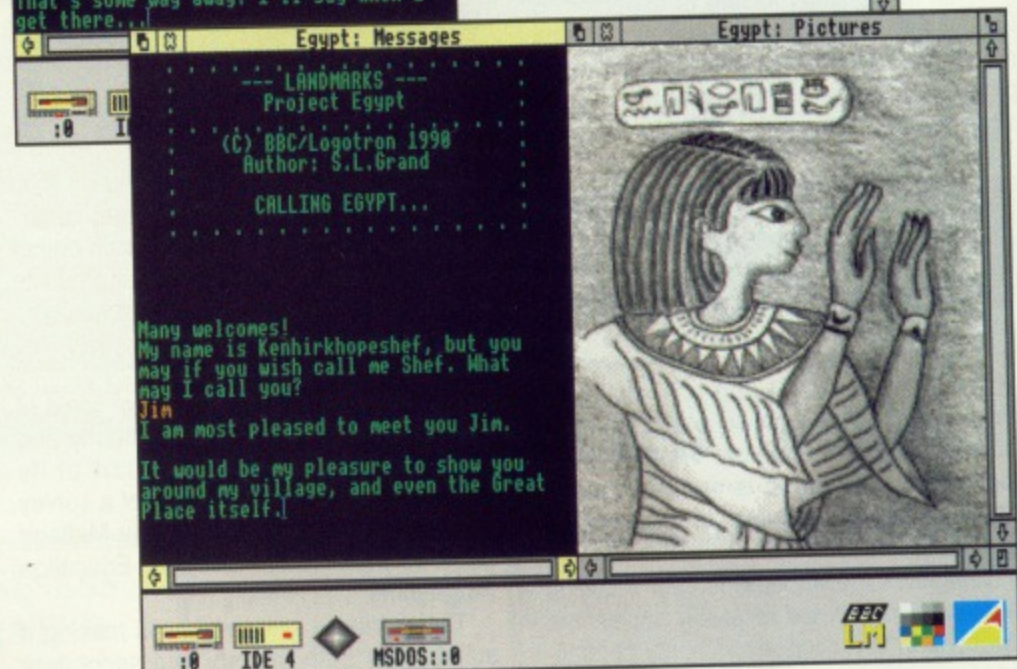 That's some way away! I'll say when I
get there...
Egypt: Messages
Egypt: Pictures
--- LANDMARKS ---
Project Egypt
(C) BBC/Logotron 1990
Author: S.L.Grand
CALLING EGYPT...
Many welcomes!
My name is Kenhirkhopeshef, but you
may if you wish call me Shef. What
may I call you?
Jim
I am most pleased to meet you Jim.
It would be my pleasure to show you
around my village, and even the Great
Place itself.
:0
:0
IDE 4
MSDOS::0
BBC
LM